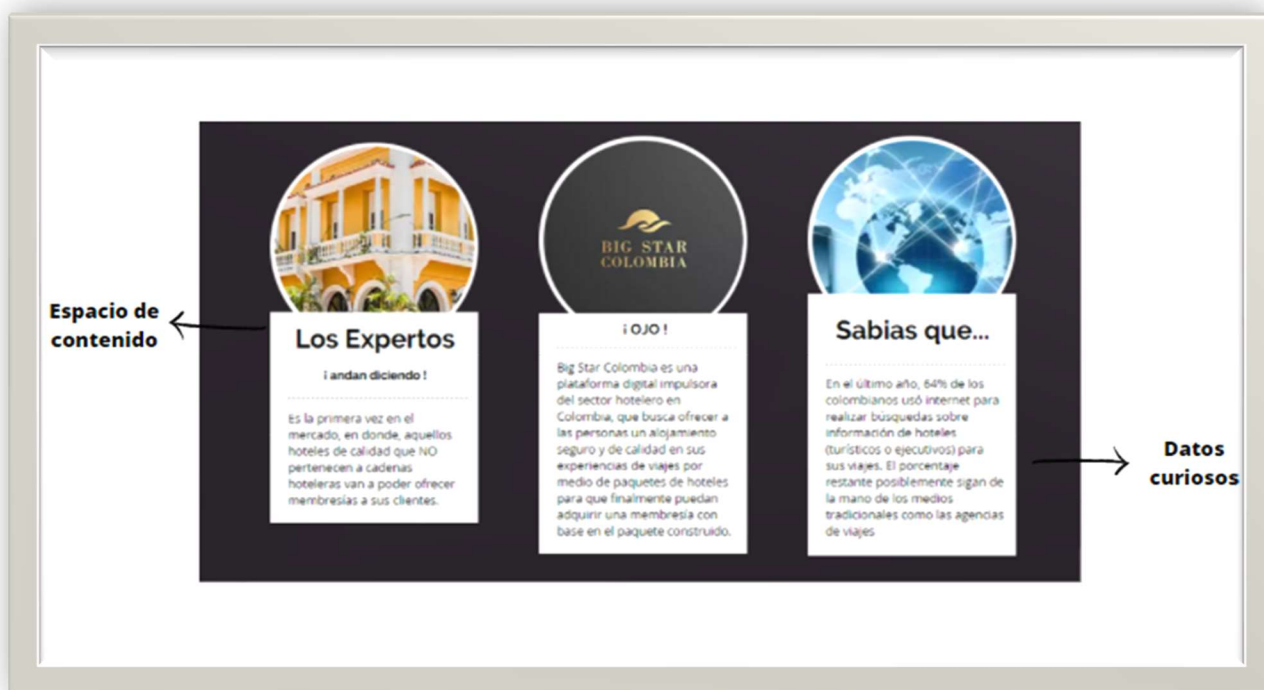 Espacio de
contenido
Los Expertos
¡ andan diciendo !
Es la primera vez en el
mercado, en donde, aquellos
hoteles de calidad que NO
pertenecen a cadenas
hoteleras van a poder ofrecer
membresías a sus clientes.
BIG STAR
COLOMBIA
¡ OJO !
Big Star Colombia es una
plataforma digital impulsora
del sector hotelero en
Colombia, que busca ofrecer a
las personas un alojamiento
seguro y de calidad en sus
experiencias de viajes por
medio de paquetes de hoteles
para que finalmente puedan
adquirir una membresía con
base en el paquete construido.
Sabias que...
En el último año, 64% de los
colombianos usó internet para
realizar búsquedas sobre
información de hoteles
(turísticos o ejecutivos) para
sus viajes. El porcentaje
restante posiblemente sigan de
la mano de los medios
tradicionales como las agencias
de viajes
Datos
curiosos